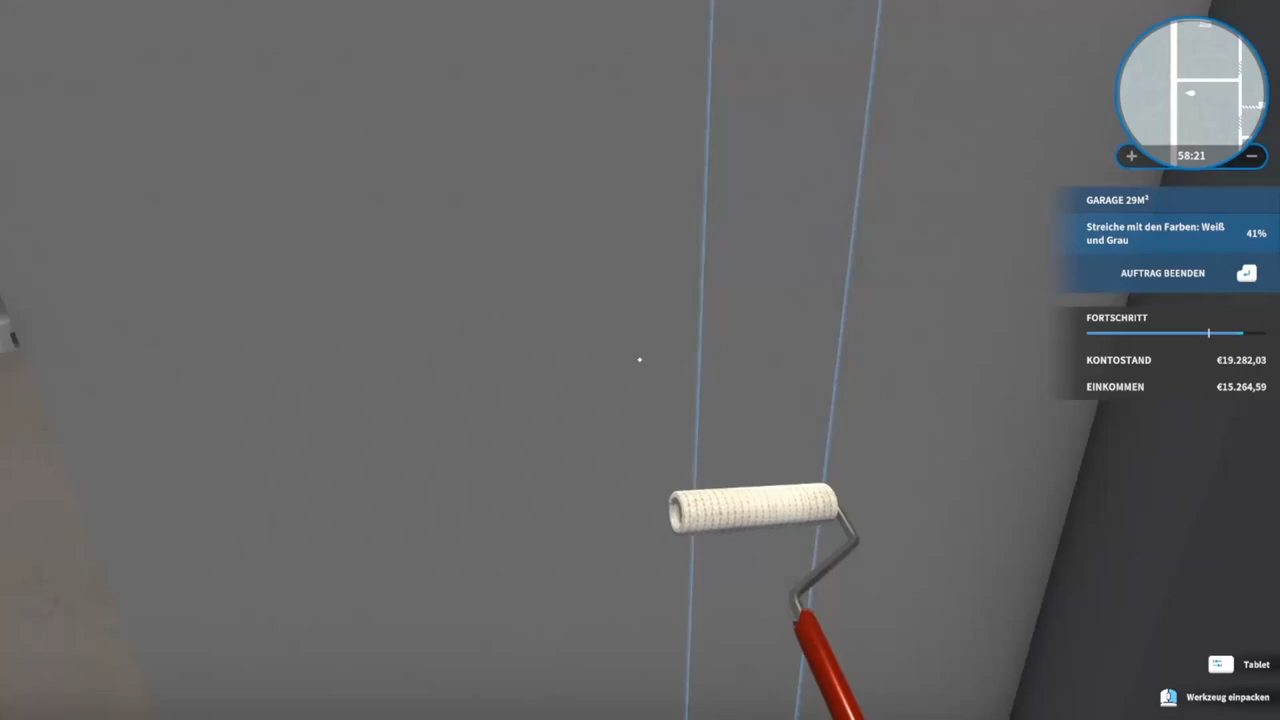 58:21
GARAGE 29M²
Streiche mit den Farben: Weiß
und Grau
41%
AUFTRAG BEENDEN
FORTSCHRITT
KONTOSTAND €19.282,03
EINKOMMEN €15.264,59
Tablet
Werkzeug einpacken